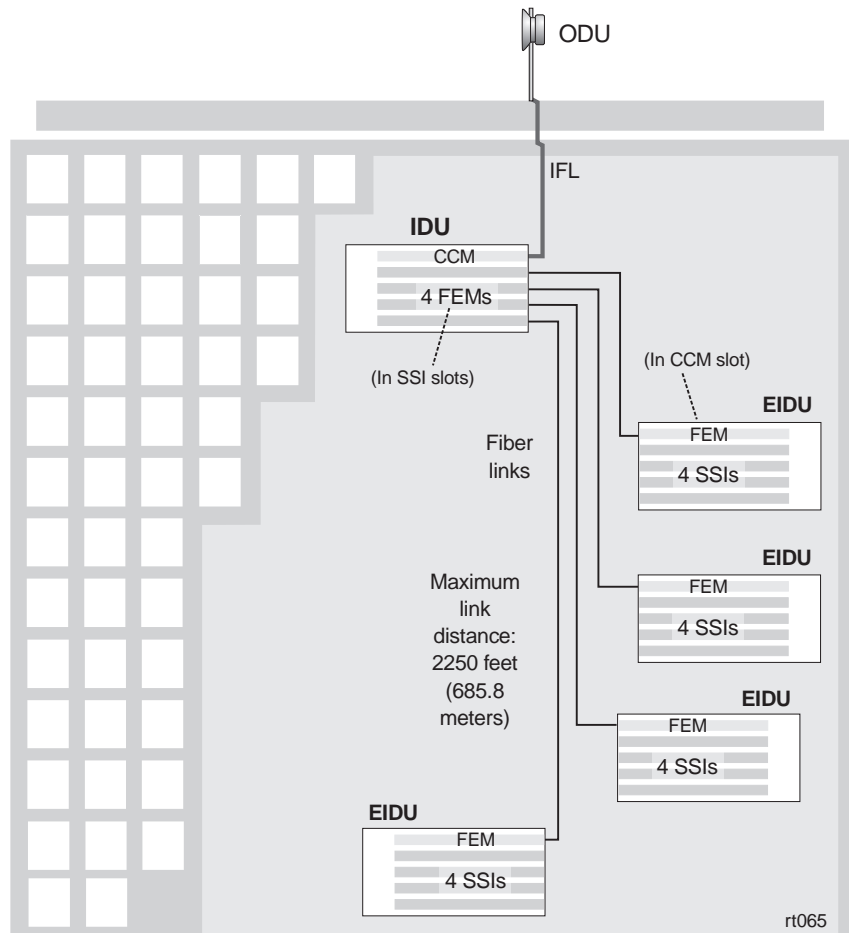 ODU
IFL
IDU
CCM
4 FEMs
(In SSI slots)
(In CCM slot)
EIDU
FEM
4 SSIs
Fiber
links
EIDU
FEM
4 SSIs
Maximum
link
distance:
2250 feet
(685.8
meters)
EIDU
FEM
4 SSIs
EIDU
FEM
4 SSIs
rt065